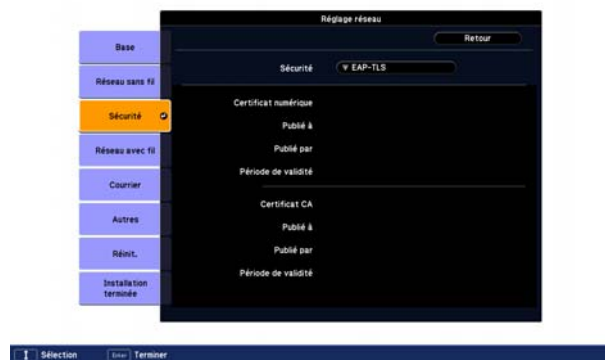 Réglage réseau
Retour
Base
Réseau sans fil
Sécurité
Réseau avec fil
Courrier
Autres
Réinit.
Installation
terminée
Sécurité EAP-TLS
Certificat numérique
Publié à
Publié par
Période de validité
Certificat CA
Publié à
Publié par
Période de validité
Sélection Enter Terminer